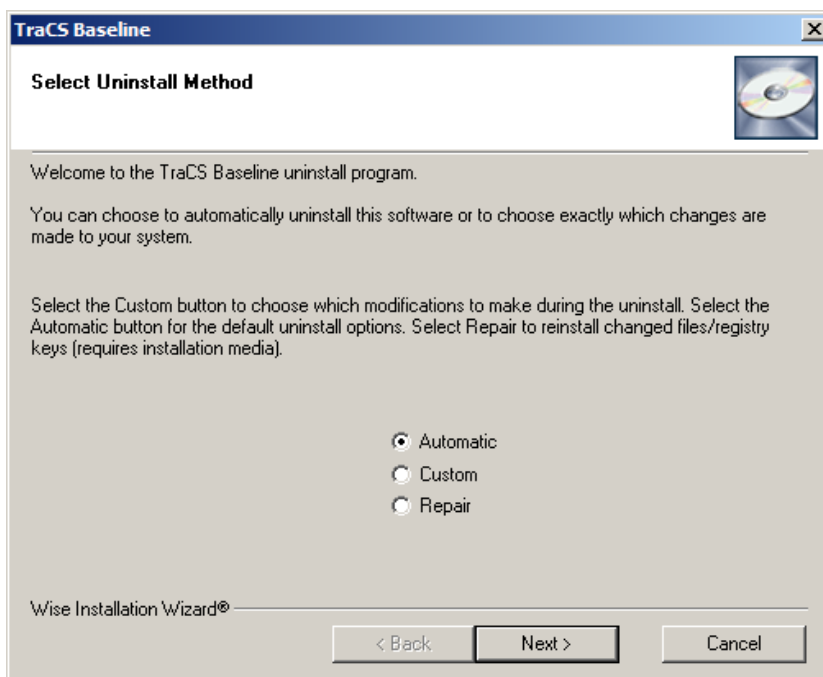 TraCS Baseline
Select Uninstall Method
Welcome to the TraCS Baseline uninstall program.
You can choose to automatically uninstall this software or to choose exactly which changes are
made to your system.
Select the Custom button to choose which modifications to make during the uninstall. Select the
Automatic button for the default uninstall options. Select Repair to reinstall changed files/registry
keys (requires installation media).
Automatic
Custom
Repair
Wise Installation Wizard®
< Back
Next >
Cancel